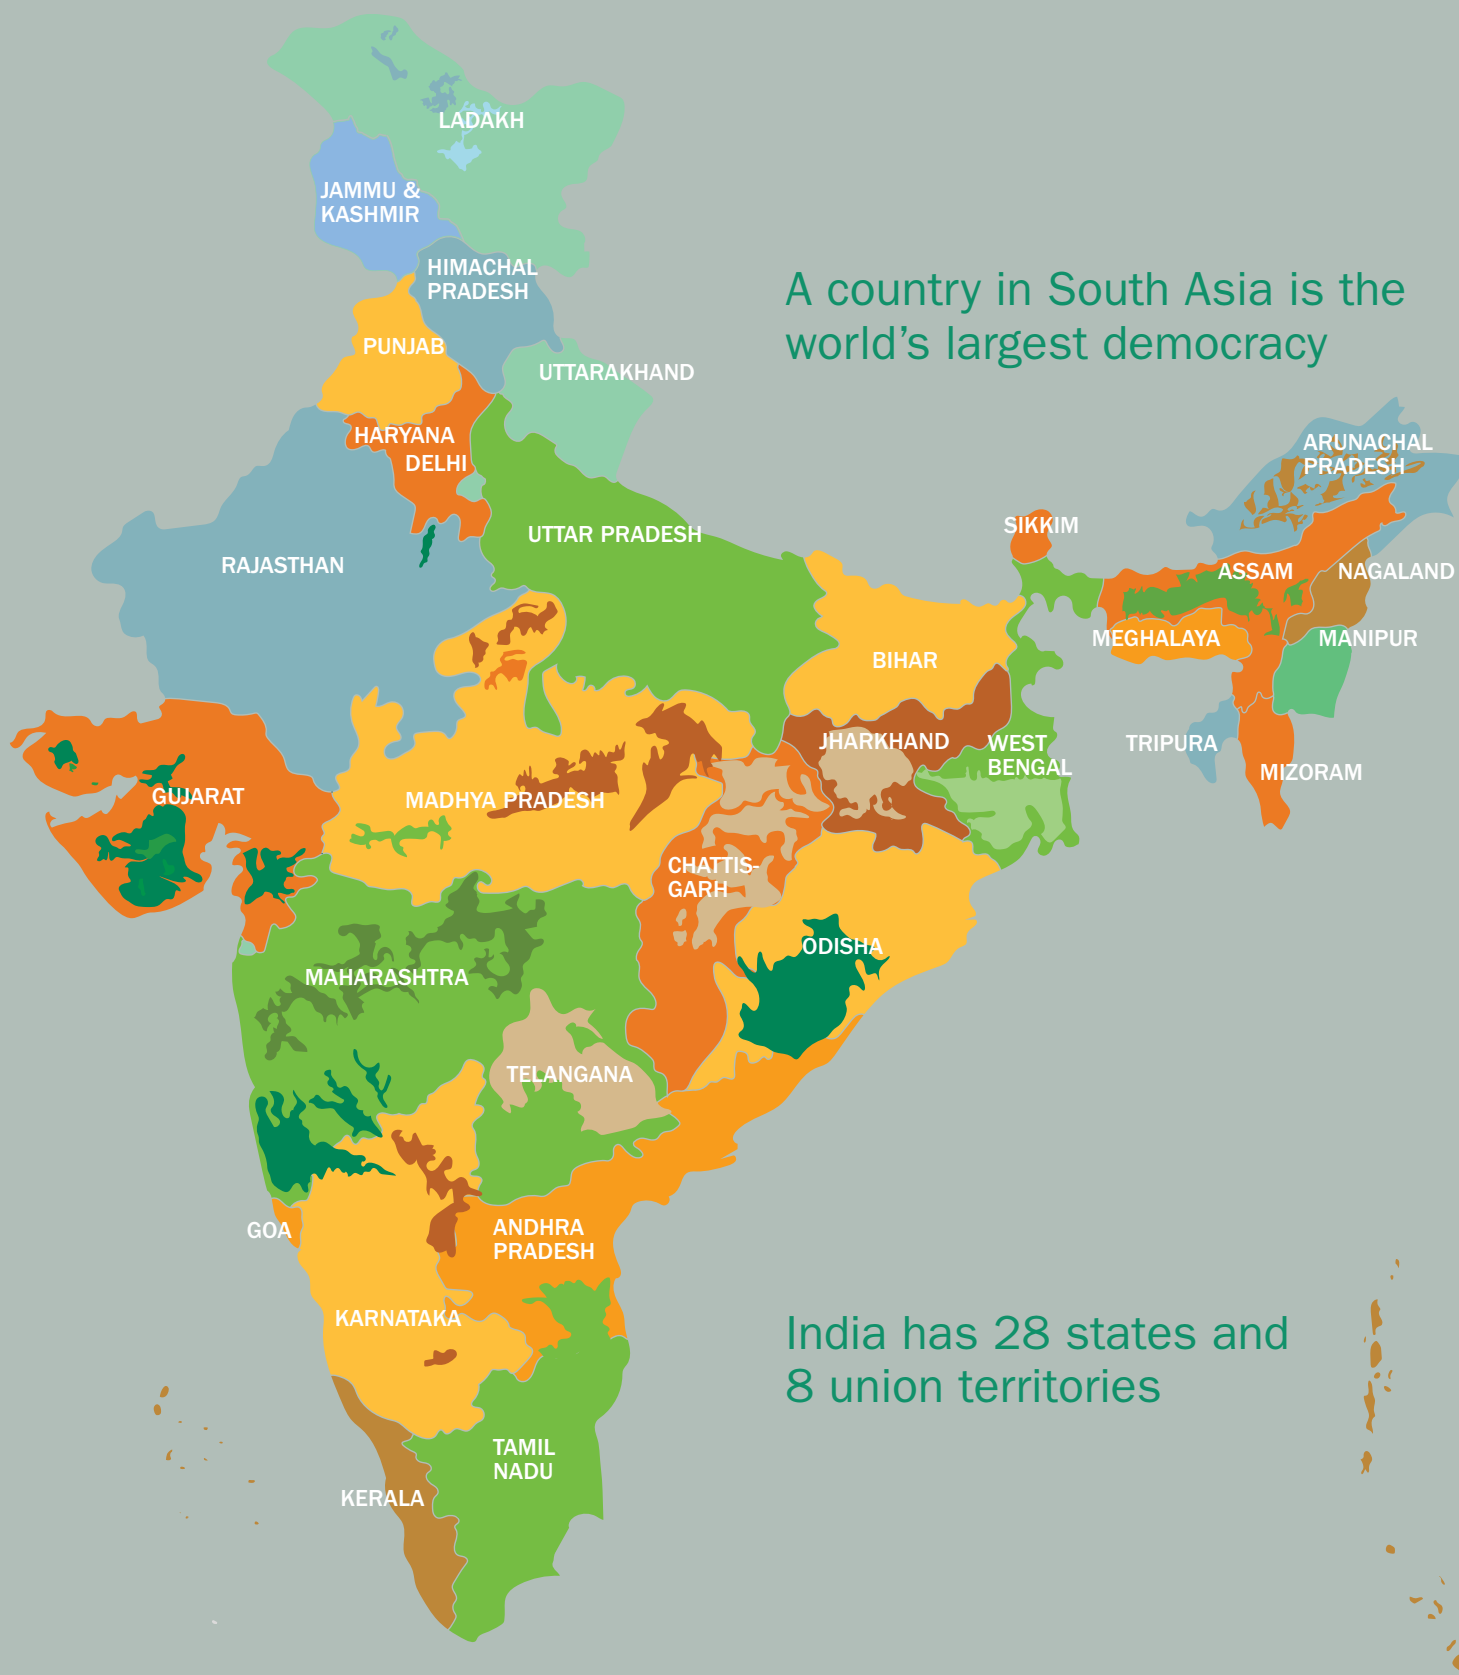 LADAKH
JAMMU &
KASHMIR
HIMACHAL
PRADESH
A country in South Asia is the
world's largest democracy
PUNJAB
UTTARAKHAND
HARYANA
DELHI
ARUNACHAL
PRADESH
SIKKIM
UTTAR PRADESH
RAJASTHAN
ASSAM
NAGALAND
MEGHALAYA
MANIPUR
BIHAR
JHARKHAND
WEST
BENGAL
TRIPURA
MIZORAM
GUJARAT
MADHYA PRADESH
CHATTIS-
GARH
ODISHA
MAHARASHTRA
TELANGANA
GOA
ANDHRA
PRADESH
KARNATAKA
India has 28 states and
8 union territories
TAMIL
NADU
KERALA